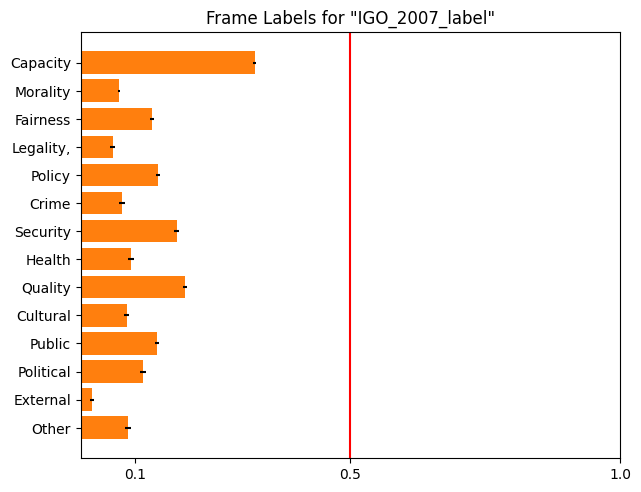 Frame Labels for "IGO_2007_label"
Capacity
Morality
Fairness
Legality,
Policy
Crime
Security
Health
Quality
Cultural
Public
Political
External
Other
0.1 0.5 1.0